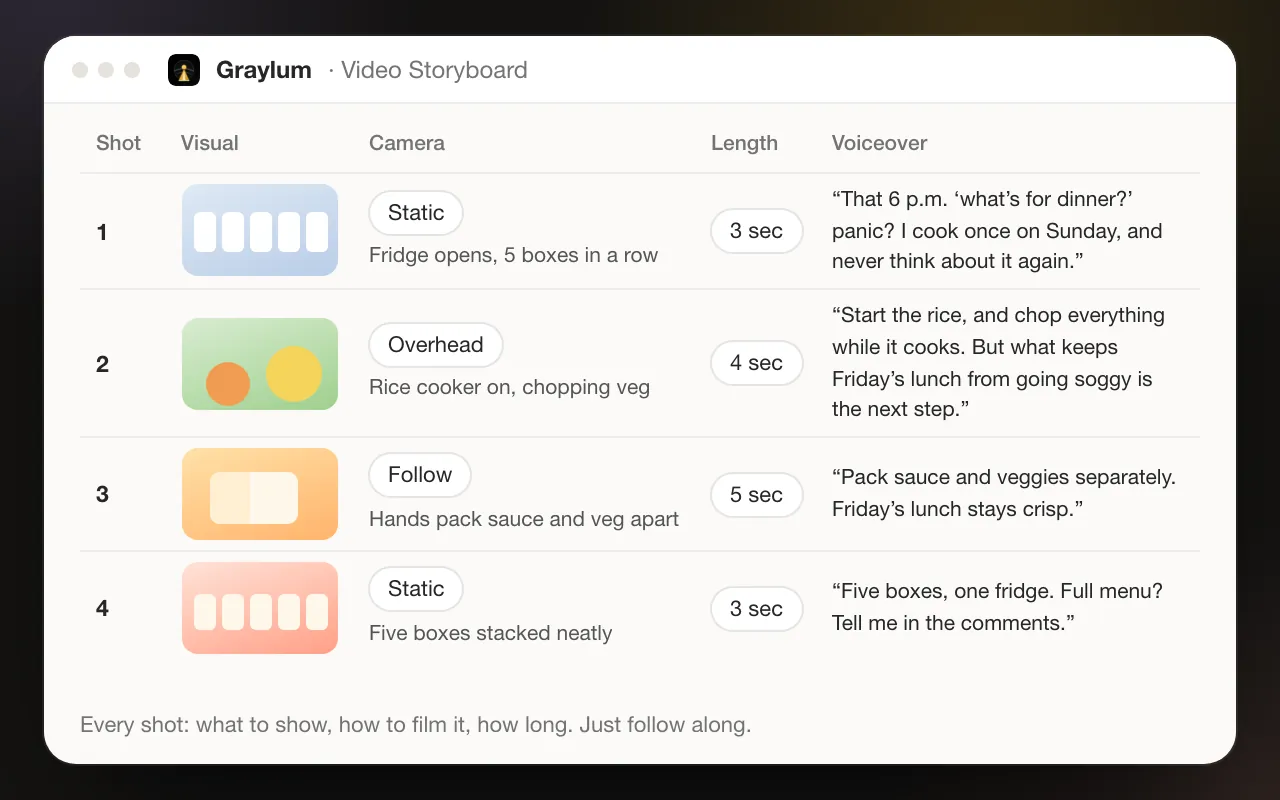 Graylum · Video Storyboard
Shot Visual Camera Length Voiceover
1
Static
Fridge opens, 5 boxes in a row
3 sec
“That 6 p.m. ‘what’s for dinner?’
panic? I cook once on Sunday, and
never think about it again.”
2
Overhead
Rice cooker on, chopping veg
4 sec
“Start the rice, and chop everything
while it cooks. But what keeps
Friday’s lunch from going soggy is
the next step.”
3
Follow
Hands pack sauce and veg apart
5 sec
“Pack sauce and veggies separately.
Friday’s lunch stays crisp.”
4
Static
Five boxes stacked neatly
3 sec
“Five boxes, one fridge. Full menu?
Tell me in the comments.”
Every shot: what to show, how to film it, how long. Just follow along.